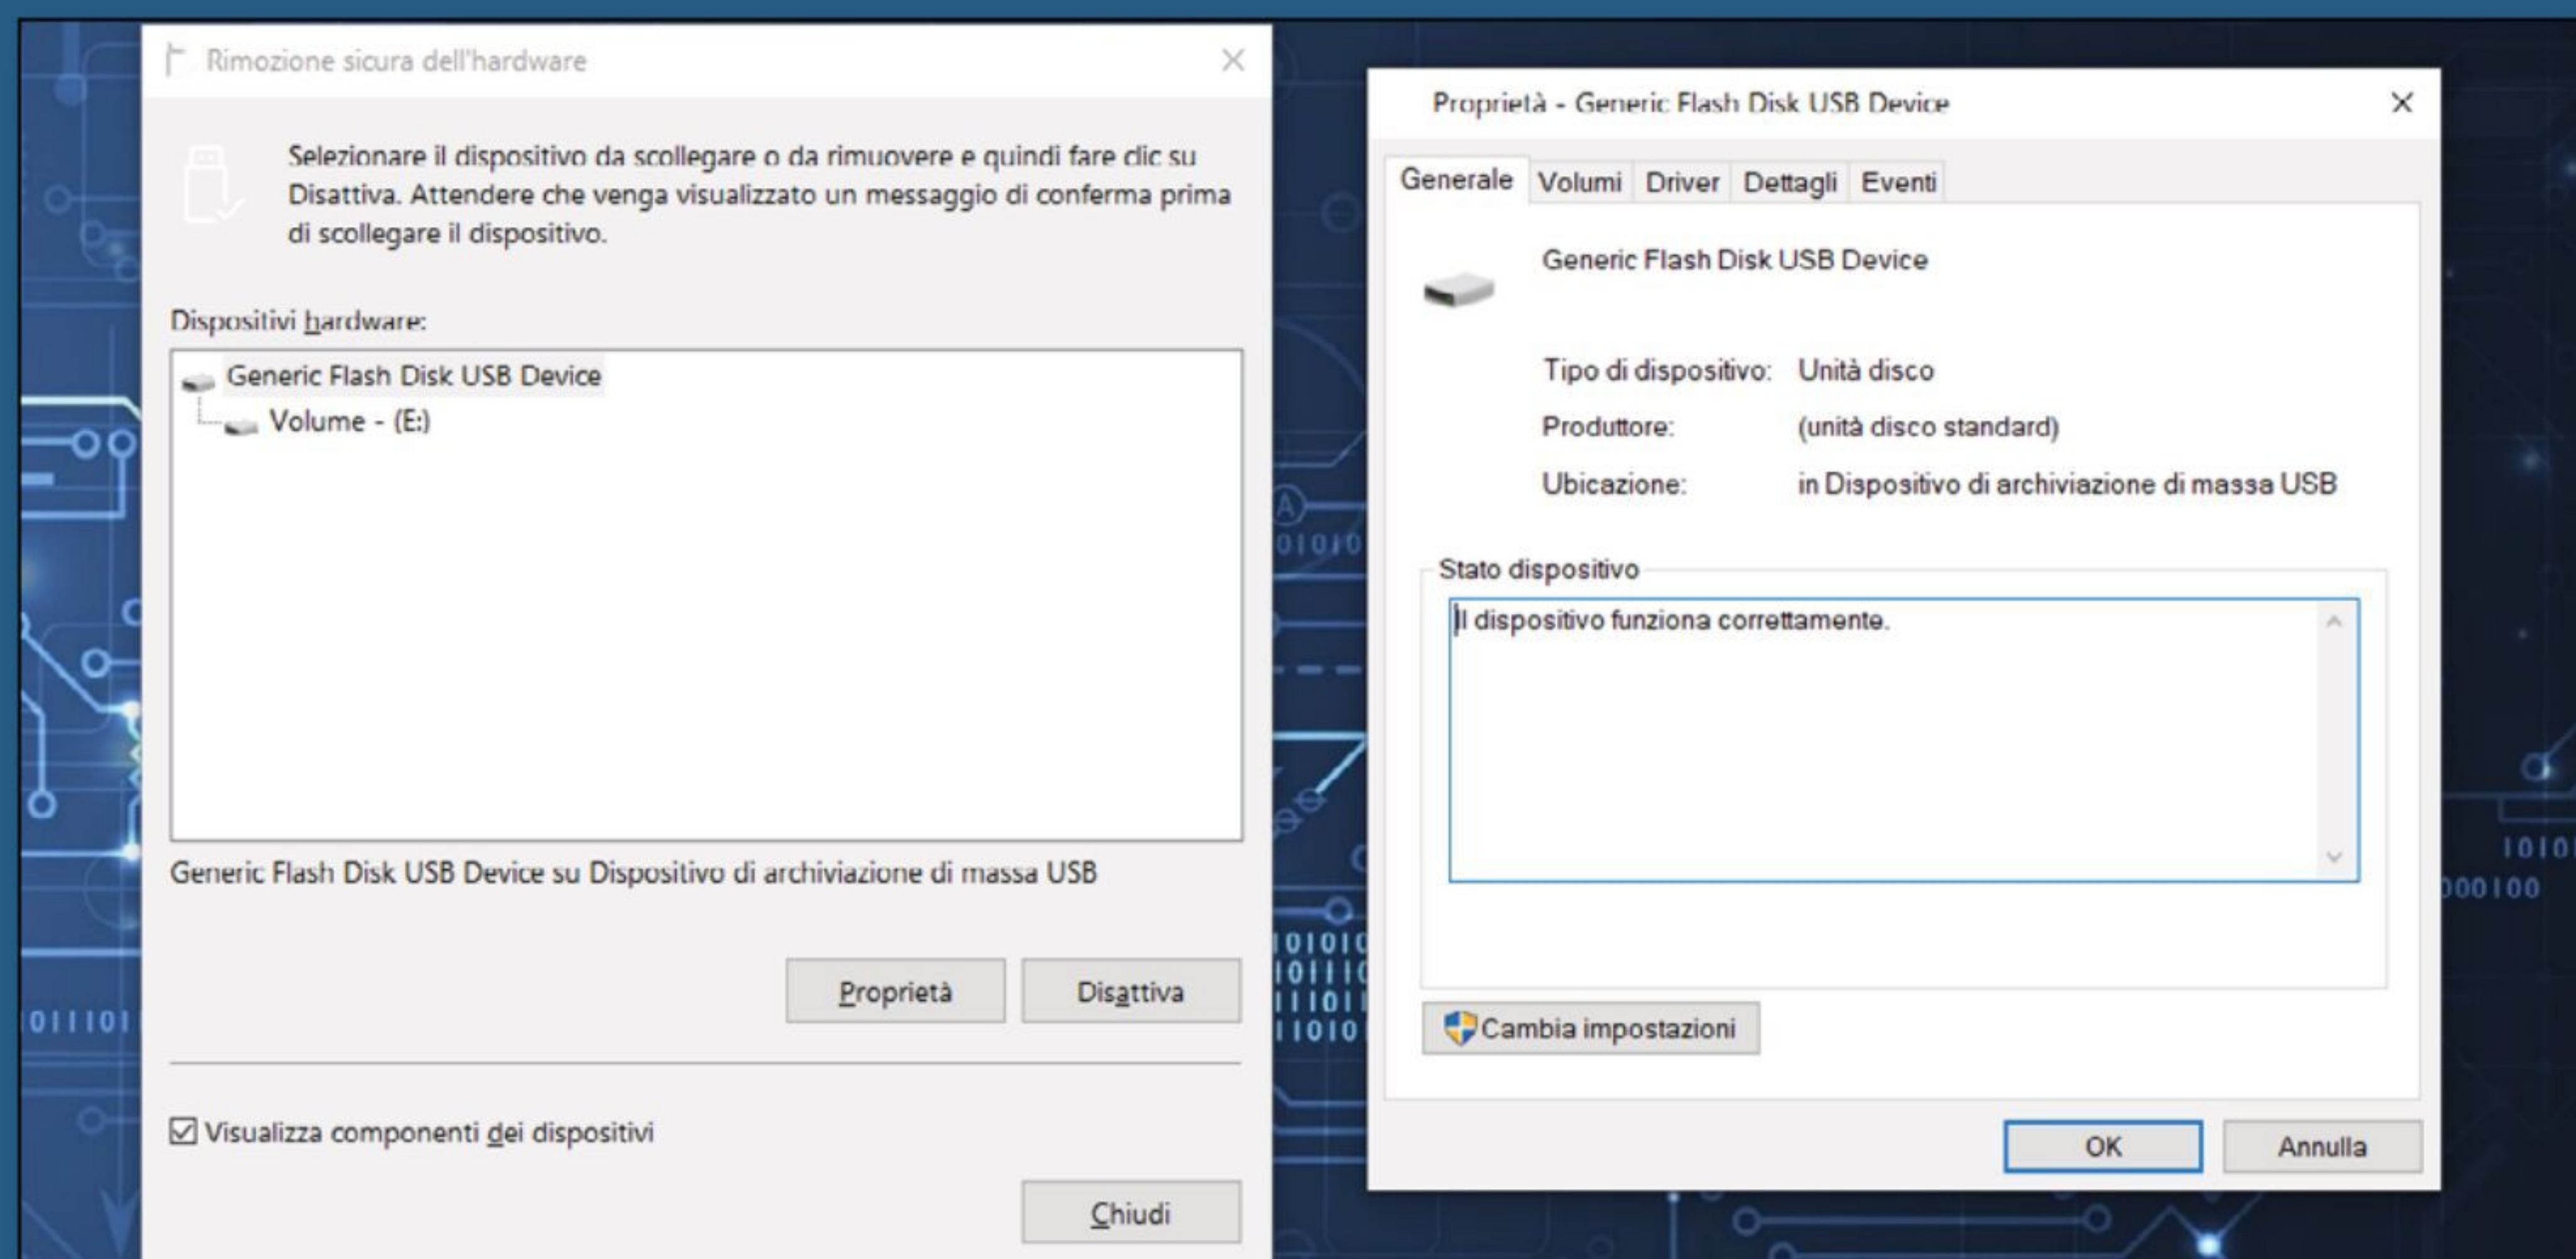 Rimozione sicura dell'hardware
Selezionare il dispositivo da scollegare o da rimuovere e quindi fare clic su
Disattiva. Attendere che venga visualizzato un messaggio di conferma prima
di scollegare il dispositivo.
Dispositivi hardware:
Generic Flash Disk USB Device
Volume - (E:)
Generic Flash Disk USB Device su Dispositivo di archiviazione di massa USB
Proprietà Disattiva
Visualizza componenti dei dispositivi
Chiudi
Proprietà - Generic Flash Disk USB Device
Generale Volumi Driver Dettagli Eventi
Generic Flash Disk USB Device
Tipo di dispositivo: Unità disco
Produttore: (unità disco standard)
Ubicazione: in Dispositivo di archiviazione di massa USB
Stato dispositivo
Il dispositivo funziona correttamente.
Cambia impostazioni
OK Annulla
011101
A
01010
1010
000100